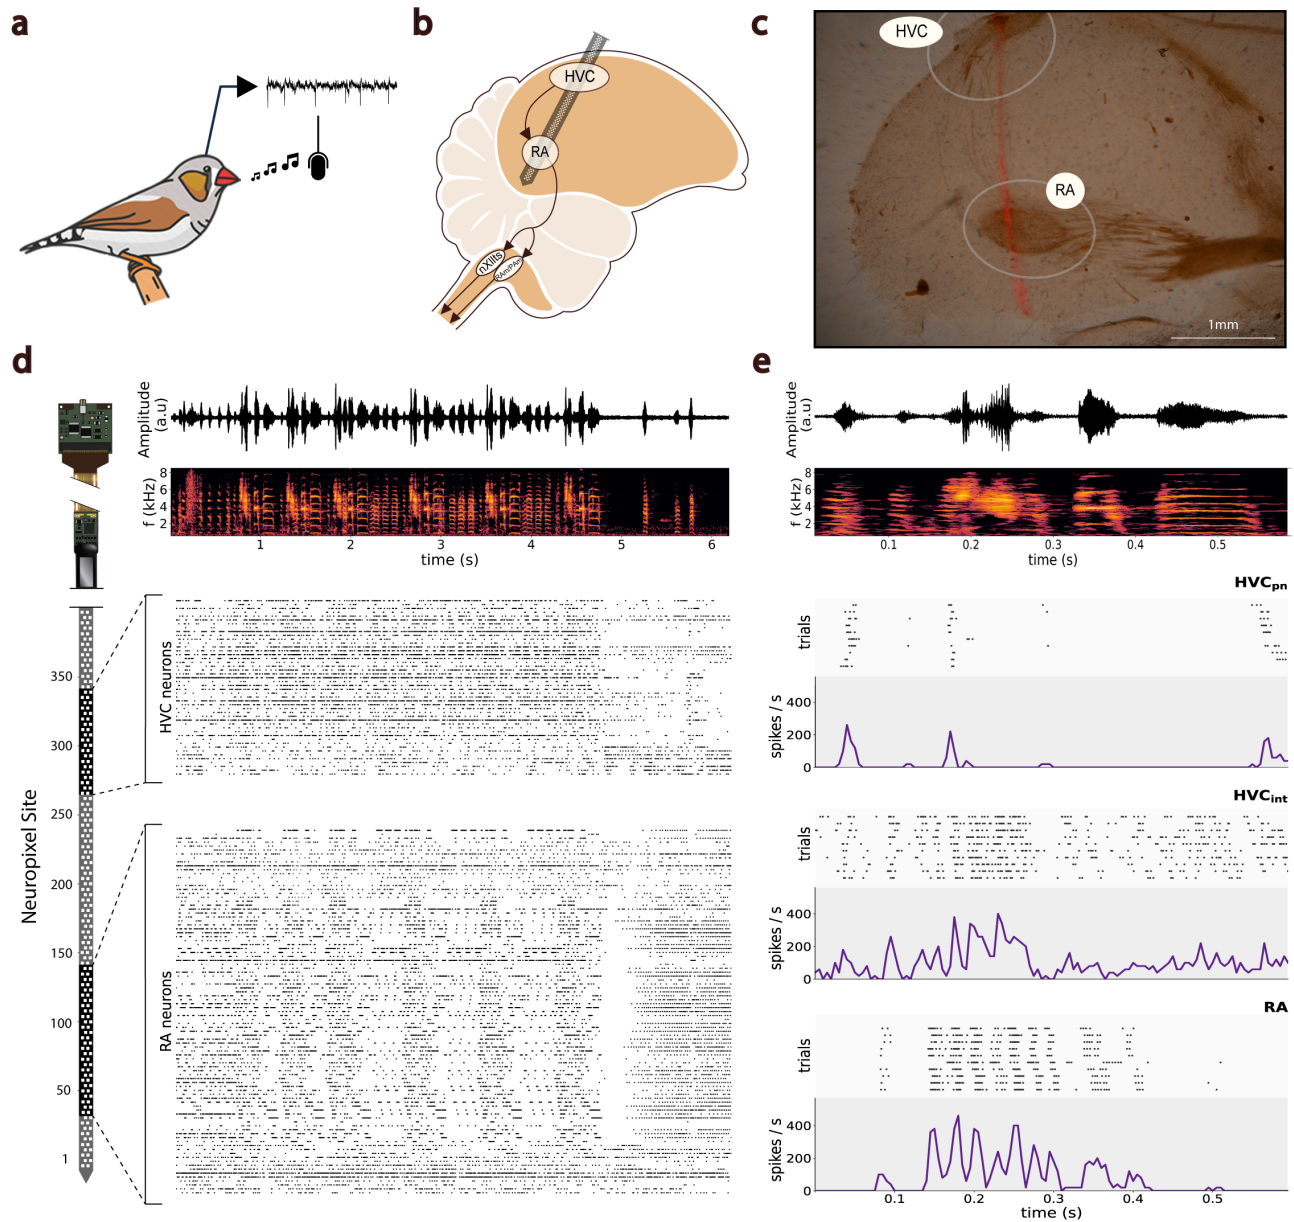 a
b
HVC
RA
nXIIts
RAm/PAm
c
HVC
RA
1mm
d
Amplitude
(a.u)
f (kHz)
8
6
4
2
1 2 3 4 5 6
time (s)
HVC neurons
RA neurons
Neuropixel Site
350
300
250
200
150
100
50
1
e
Amplitude
(a.u)
f (kHz)
8
6
4
2
0.1 0.2 0.3 0.4 0.5
time (s)
HVCpn
trials
spikes / s
400
200
0
HVCint
trials
spikes / s
400
200
0
RA
trials
spikes / s
400
200
0
0.1 0.2 0.3 0.4 0.5
time (s)